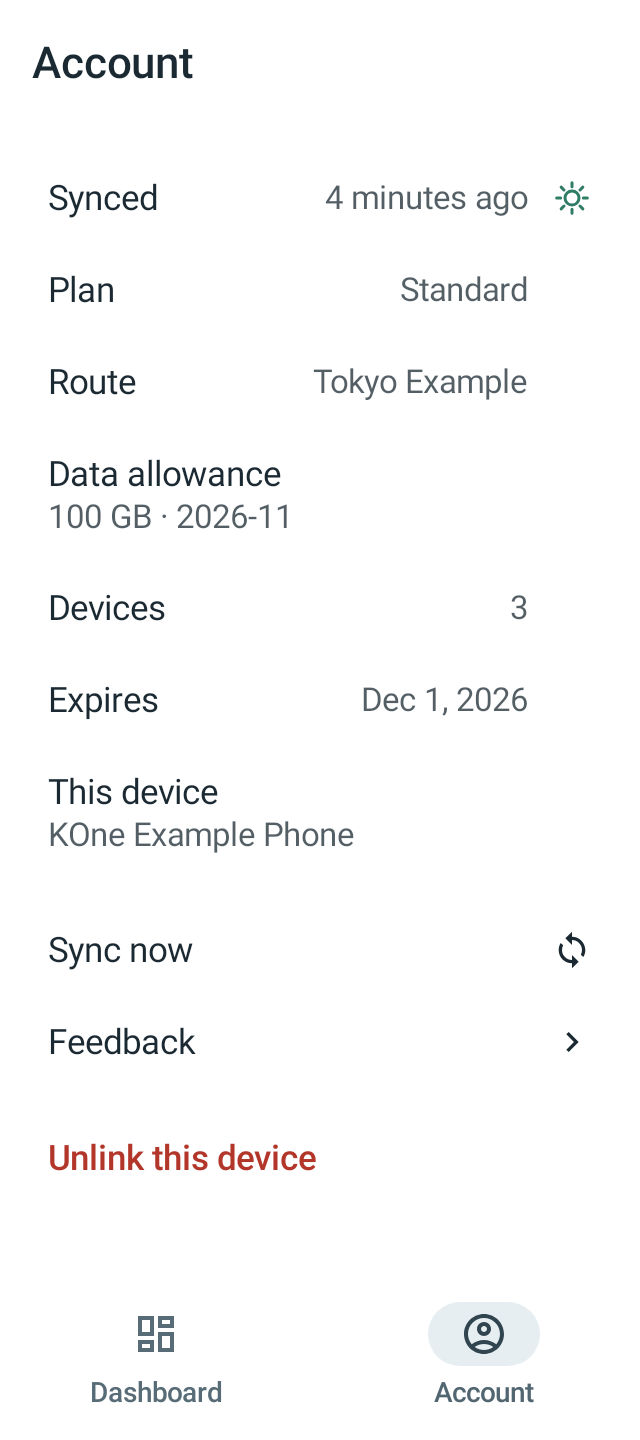 Account
Synced 4 minutes ago
Plan Standard
Route Tokyo Example
Data allowance
100 GB · 2026-11
Devices 3
Expires Dec 1, 2026
This device
KOne Example Phone
Sync now
Feedback
Unlink this device
Dashboard Account